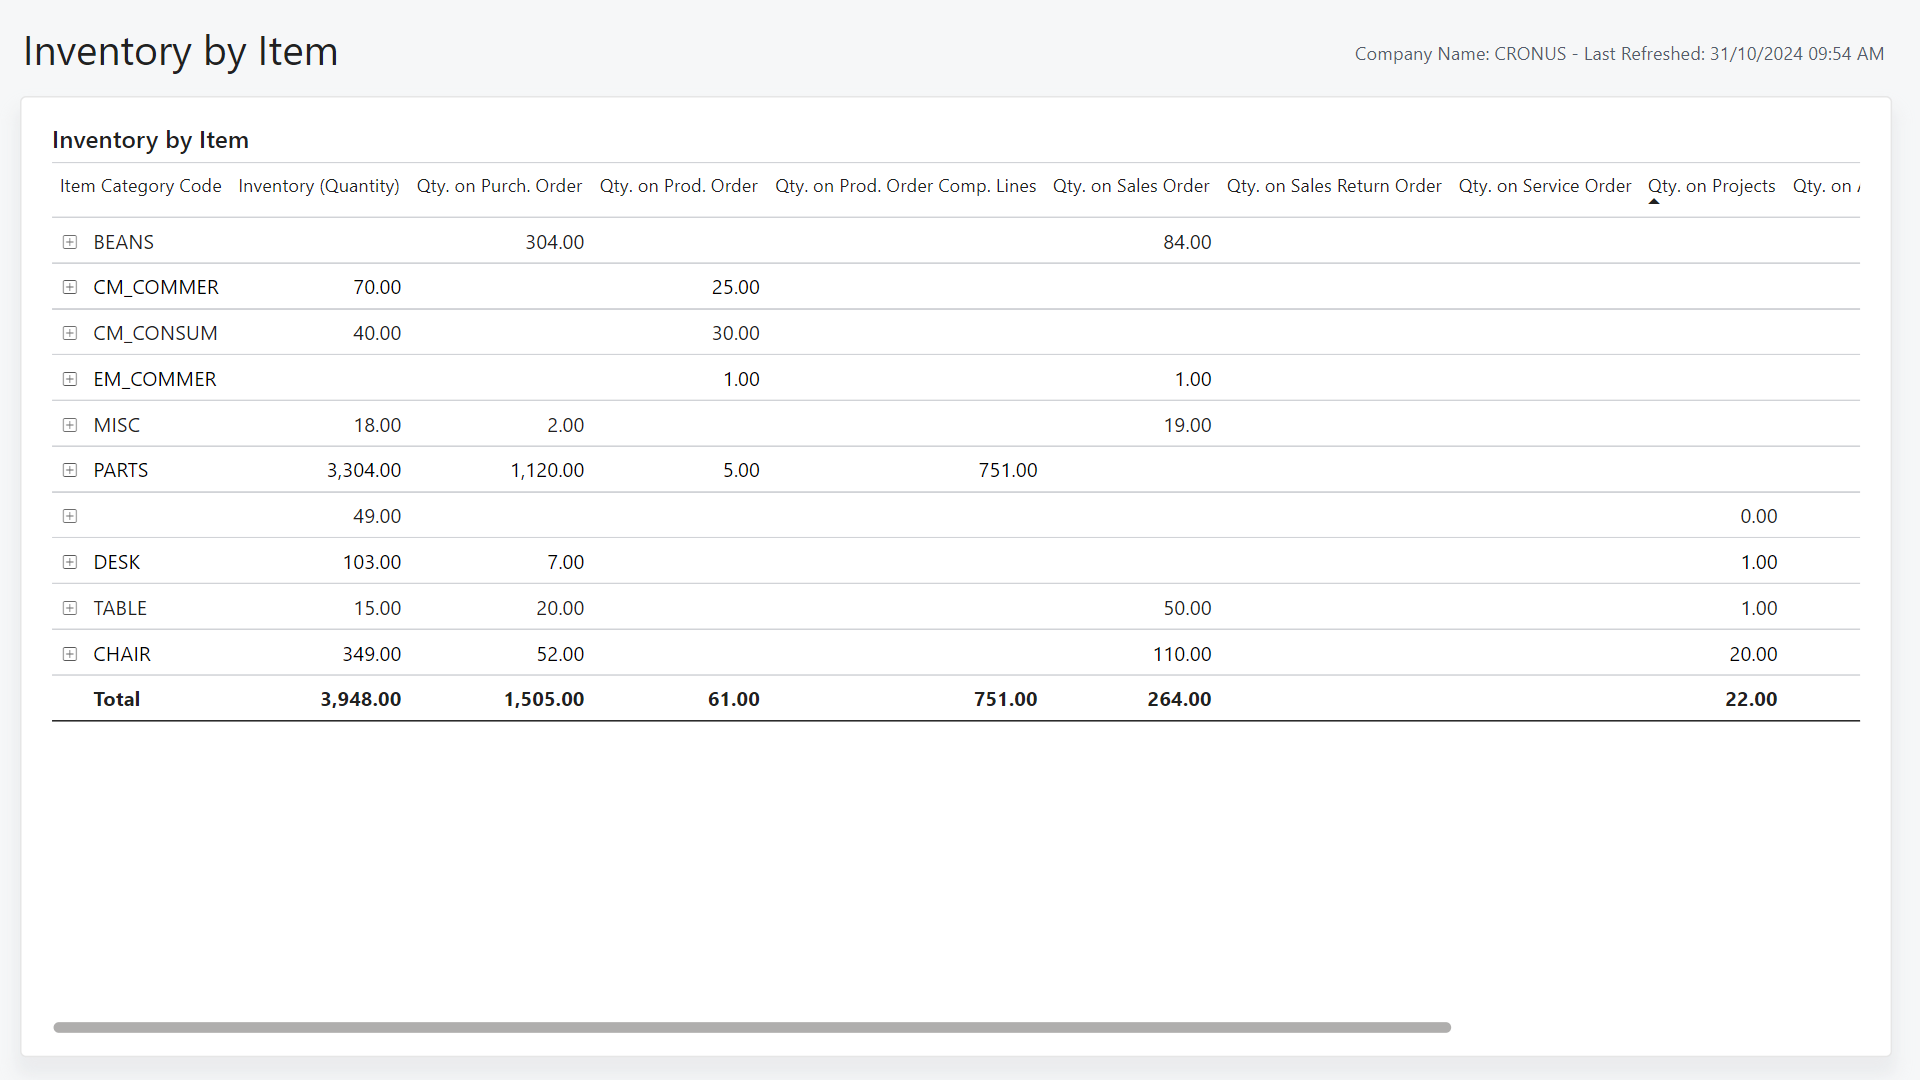 Inventory by Item
Company Name: CRONUS - Last Refreshed: 31/10/2024 09:54 AM
Inventory by Item
Item Category Code Inventory (Quantity) Qty. on Purch. Order Qty. on Prod. Order Qty. on Prod. Order Comp. Lines Qty. on Sales Order Qty. on Sales Return Order Qty. on Service Order Qty. on Projects Qty. on
BEANS 304.00 84.00
CM_COMMER 70.00 25.00
CM_CONSUM 40.00 30.00
EM_COMMER 1.00 1.00
MISC 18.00 2.00 19.00
PARTS 3,304.00 1,120.00 5.00 751.00
49.00 0.00
DESK 103.00 7.00 1.00
TABLE 15.00 20.00 50.00 1.00
CHAIR 349.00 52.00 110.00 20.00
Total 3,948.00 1,505.00 61.00 751.00 264.00 22.00